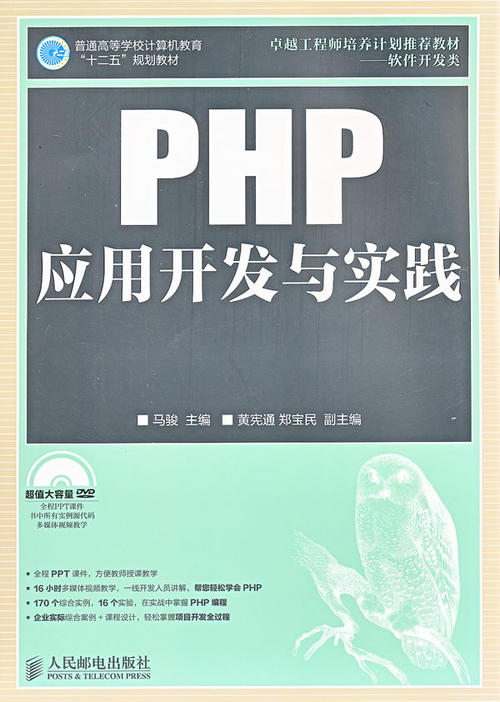 普通高等学校计算机教育
“十二五”规划教材
卓越工程师培养计划推荐教材
——软件开发类
PHP
应用开发与实践
■ 马骏 主编 ■ 黄宪通 郑宝民 副主编
超值大容量 DVD
全程PPT课件
书中所有实例源代码
多媒体视频教学
• 全程 PPT 课件，方便教师授课教学
• 16 小时多媒体视频教学，一线开发人员讲解，帮您轻松学会 PHP
• 170 个综合实例，16 个实验，在实战中掌握 PHP 编程
• 企业实际综合案例 + 课程设计，轻松掌握项目开发全过程
人民邮电出版社
POSTS & TELECOM PRESS